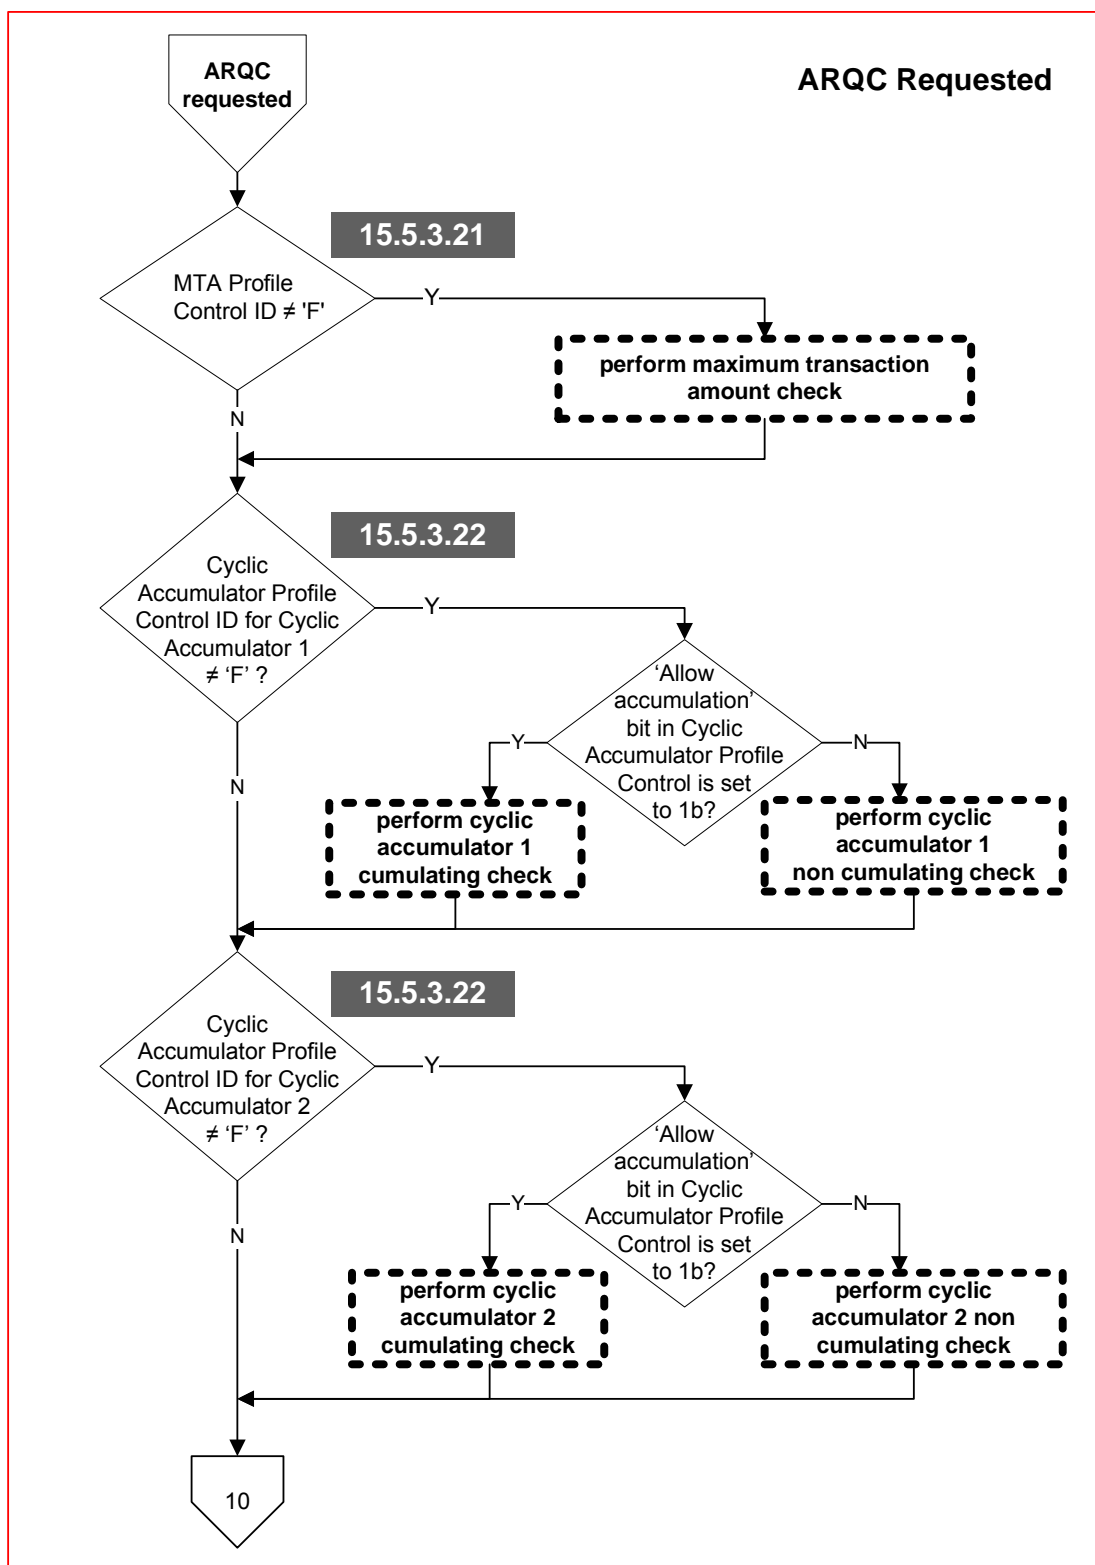 ARQC
requested
ARQC Requested
15.5.3.21
MTA Profile
Control ID ≠ 'F'
Y
perform maximum transaction
amount check
N
15.5.3.22
Cyclic
Accumulator Profile
Control ID for Cyclic
Accumulator 1
≠ ‘F’ ?
Y
‘Allow
accumulation’
bit in Cyclic
Accumulator Profile
Control is set
to 1b?
Y
N
N
perform cyclic
accumulator 1
cumulating check
perform cyclic
accumulator 1
non cumulating check
15.5.3.22
Cyclic
Accumulator Profile
Control ID for Cyclic
Accumulator 2
≠ ‘F’ ?
Y
‘Allow
accumulation’
bit in Cyclic
Accumulator Profile
Control is set
to 1b?
Y
N
N
perform cyclic
accumulator 2
cumulating check
perform cyclic
accumulator 2 non
cumulating check
10